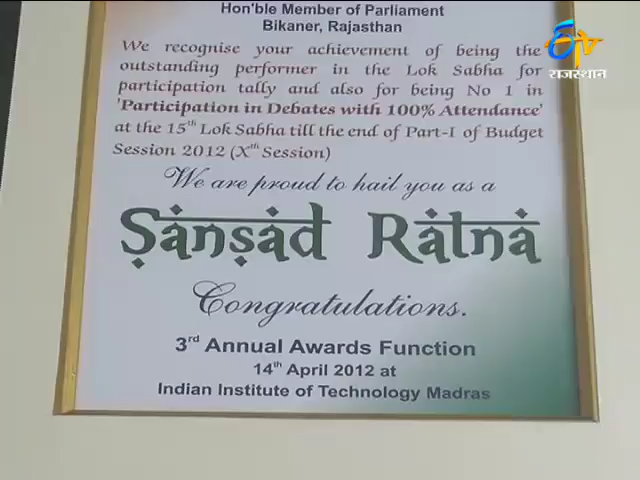 Hon'ble Member of Parliament
Bikaner, Rajasthan
We recognise your achievement of being the
outstanding performer in the Lok Sabha for
participation tally and also for being No 1 in
'Participation in Debates with 100% Attendance'
at the 15th Lok Sabha till the end of Part-I of Budget
Session 2012 (Xth Session)
We are proud to hail you as a
Sansad Ratna
Congratulations.
3rd Annual Awards Function
14th April 2012 at
Indian Institute of Technology Madras
ETV
राजस्थान